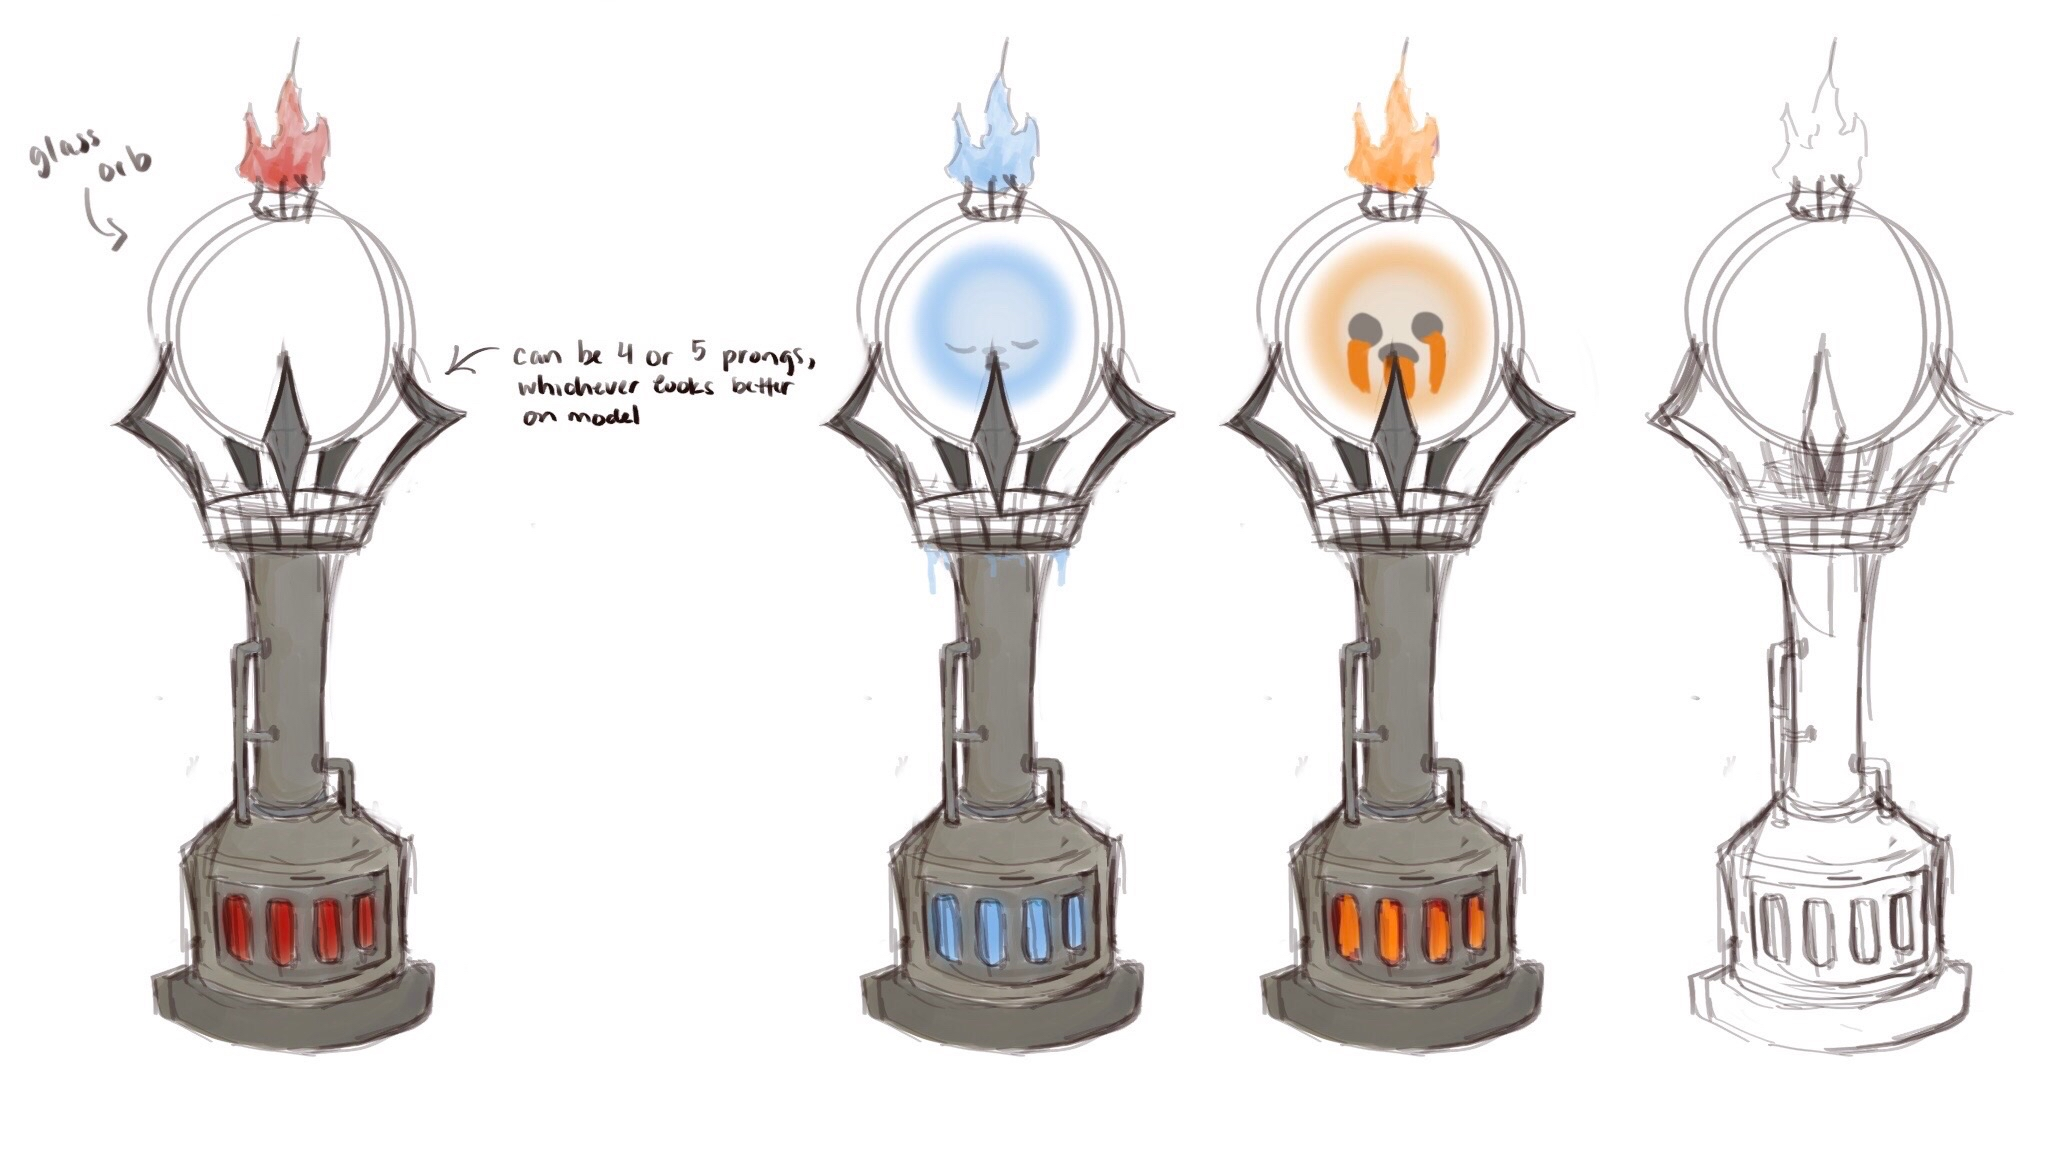 glass
orb
can be 4 or 5 prongs,
whichever looks better
on model